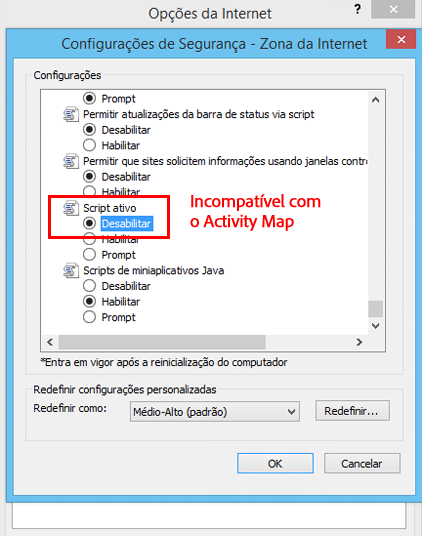 Opções da Internet
?
Configurações de Segurança - Zona da Internet
Configurações
Prompt
Permitir atualizações da barra de status via script
Desabilitar
Habilitar
Permitir que sites solicitem informações usando janelas contro
Desabilitar
Habilitar
Script ativo
Desabilitar
Habilitar
Prompt
Incompatível com
o Activity Map
Scripts de miniaplicativos Java
Desabilitar
Habilitar
Prompt
*Entra em vigor após a reinicialização do computador
Redefinir configurações personalizadas
Redefinir como:
Médio-Alto (padrão)
Redefinir...
OK
Cancelar